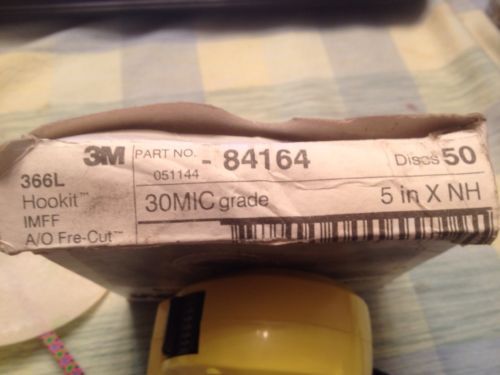 3M PART NO. - 84164 Discs 50
051144
366L
Hookit™ 30MIC grade 5 in X NH
IMFF
A/O Fre-Cut™